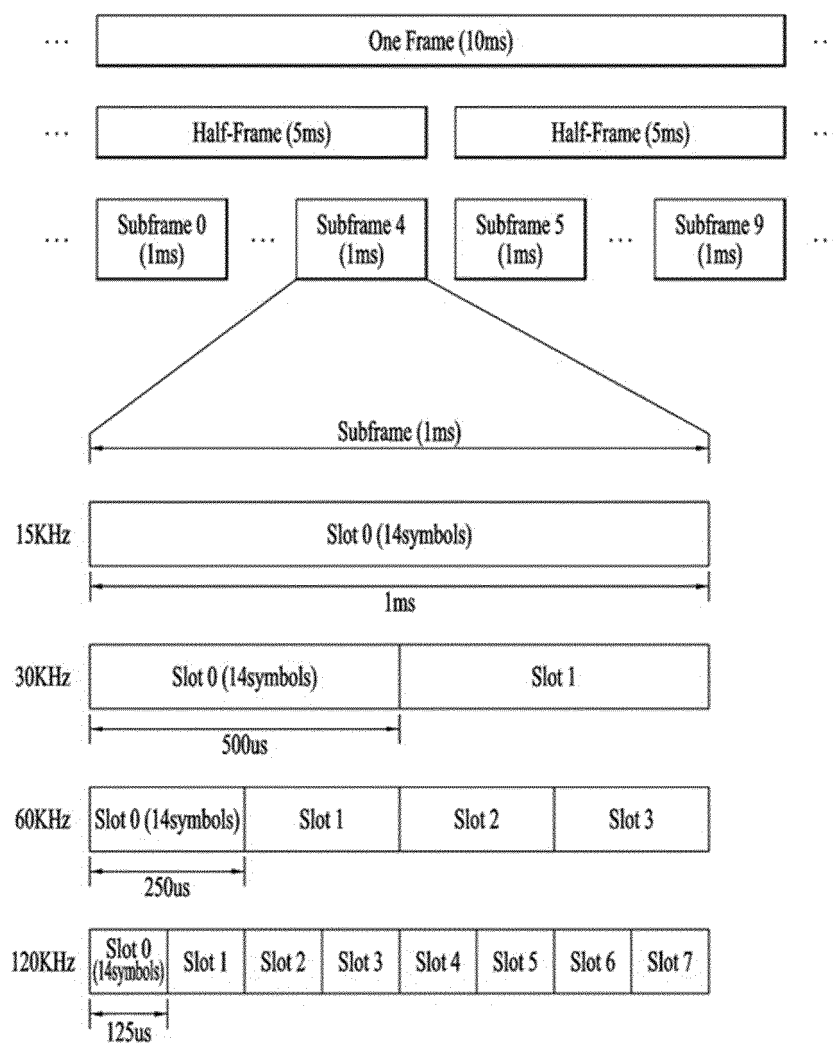 ... One Frame (10ms) ...
... Half-Frame (5ms) Half-Frame (5ms) ...
... Subframe 0 (1ms) ... Subframe 4 (1ms) Subframe 5 (1ms) ... Subframe 9 (1ms) ...
Subframe (1ms)
15KHz Slot 0 (14symbols)
1ms
30KHz Slot 0 (14symbols) Slot 1
500us
60KHz Slot 0 (14symbols) Slot 1 Slot 2 Slot 3
250us
120KHz Slot 0 (14symbols) Slot 1 Slot 2 Slot 3 Slot 4 Slot 5 Slot 6 Slot 7
125us